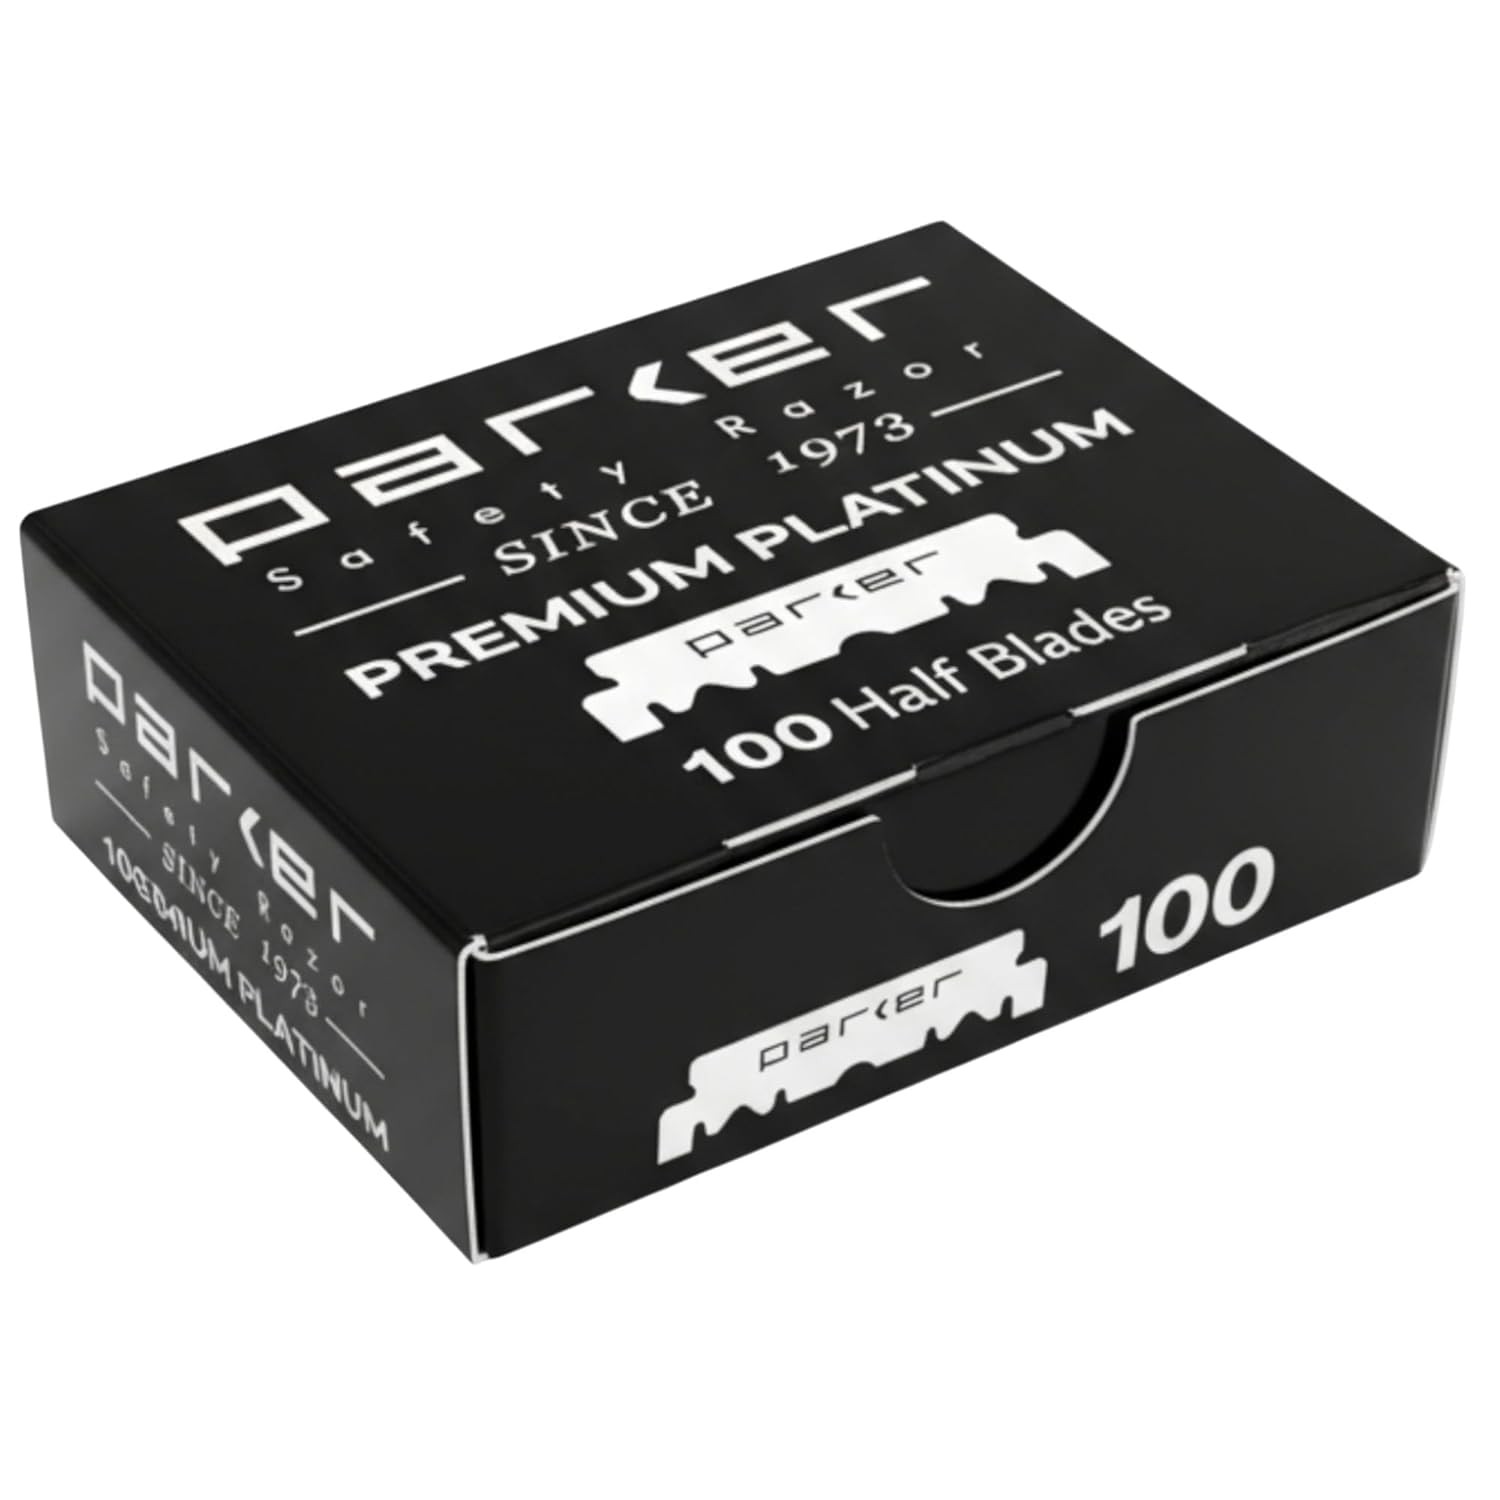 parker
Safety Razor
SINCE 1973
PREMIUM PLATINUM
parker
100 Half Blades
parker
Safety Razor
SINCE 1973
PLATINUM
parker
100